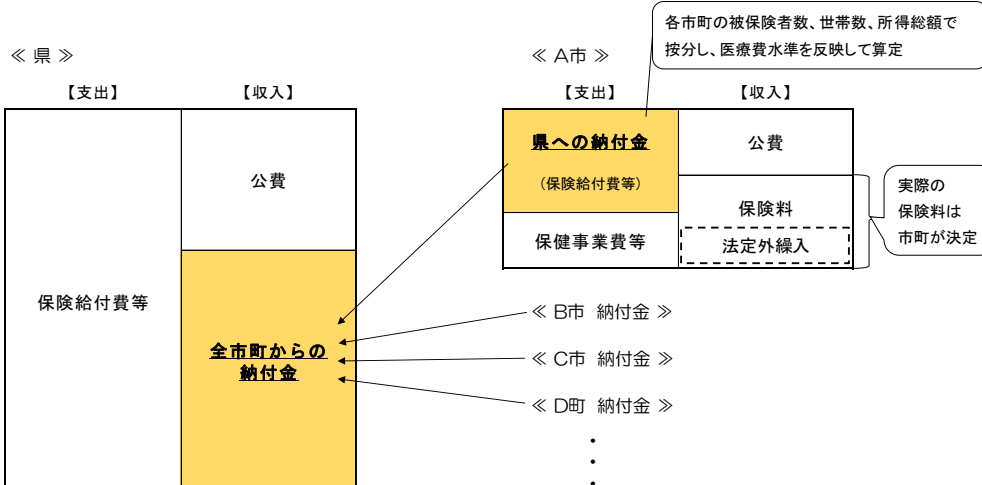 各市町の被保険者数、世帯数、所得総額で
按分し、医療費水準を反映して算定
≪ 県 ≫
【支出】
【収入】
保険給付費等
公費
全市町からの
納付金
≪ A市 ≫
【支出】
【収入】
県への納付金
(保険給付費等)
保健事業費等
公費
保険料
法定外繰入
実際の
保険料は
市町が決定
≪ B市 納付金 ≫
≪ C市 納付金 ≫
≪ D町 納付金 ≫
・
・
・